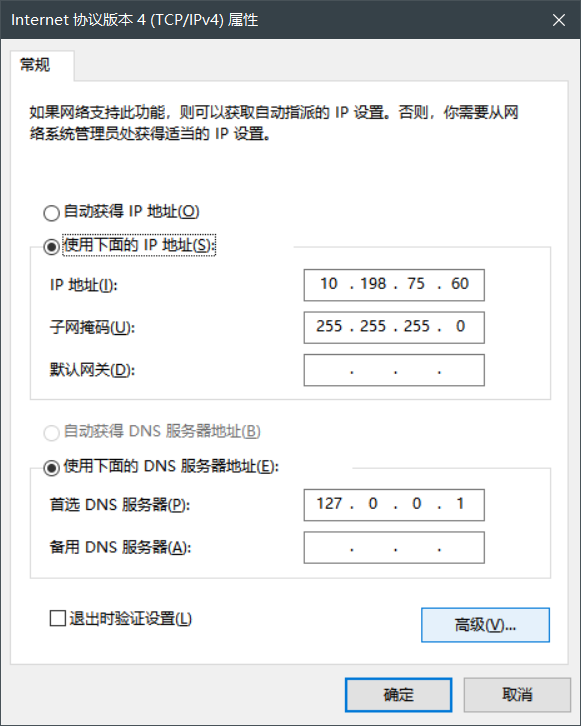 Internet 协议版本 4 (TCP/IPv4) 属性
常规
如果网络支持此功能，则可以获取自动指派的 IP 设置。否则，你需要从网
络系统管理员处获得适当的 IP 设置。
自动获得 IP 地址(O)
使用下面的 IP 地址(S):
IP 地址(I): 10 . 198 . 75 . 60
子网掩码(U): 255 . 255 . 255 . 0
默认网关(D): . . .
自动获得 DNS 服务器地址(B)
使用下面的 DNS 服务器地址(E):
首选 DNS 服务器(P): 127 . 0 . 0 . 1
备用 DNS 服务器(A): . . .
退出时验证设置(L)
高级(V)...
确定 取消